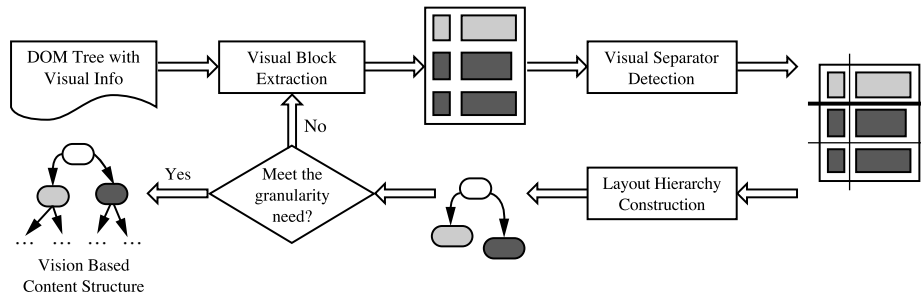 DOM Tree with
Visual Info
Visual Block
Extraction
Visual Separator
Detection
No
Yes
Meet the
granularity
need?
Layout Hierarchy
Construction
... ... ... ...
Vision Based
Content Structure